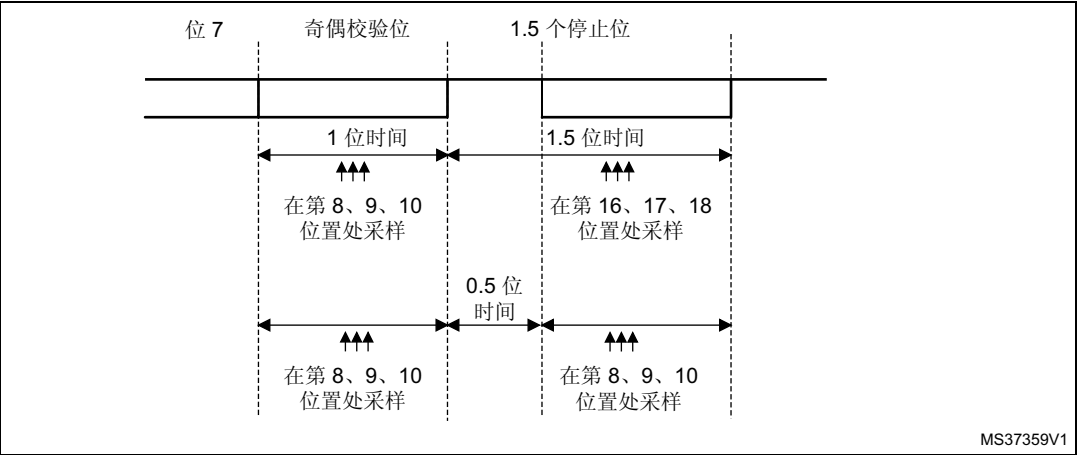 位 7 奇偶校验位 1.5 个停止位
1 位时间 1.5 位时间
在第 8、9、10
位置处采样
在第 16、17、18
位置处采样
0.5 位
时间
在第 8、9、10
位置处采样
在第 8、9、10
位置处采样
MS37359V1